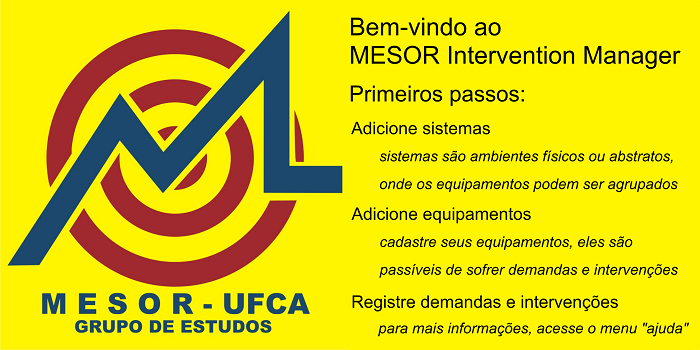 Bem-vindo ao
MESOR Intervention Manager
Primeiros passos:
Adicione sistemas
sistemas são ambientes físicos ou abstratos,
onde os equipamentos podem ser agrupados
Adicione equipamentos
cadastre seus equipamentos, eles são
passíveis de sofrer demandas e intervenções
Registre demandas e intervenções
para mais informações, acesse o menu "ajuda"
MESOR - UFCA
GRUPO DE ESTUDOS